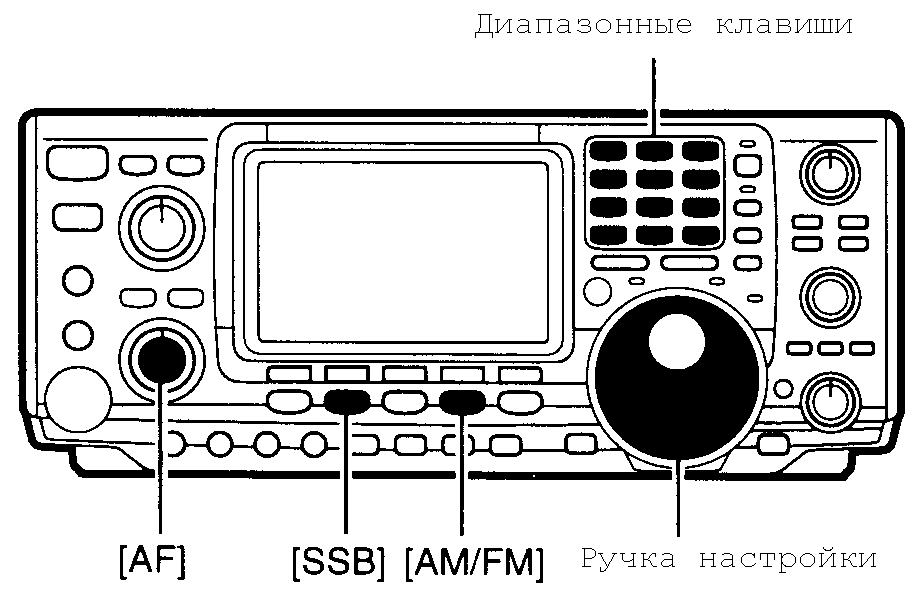 Диапазонные клавиши
[AF]
[SSB]
[AM/FM]
Ручка настройки